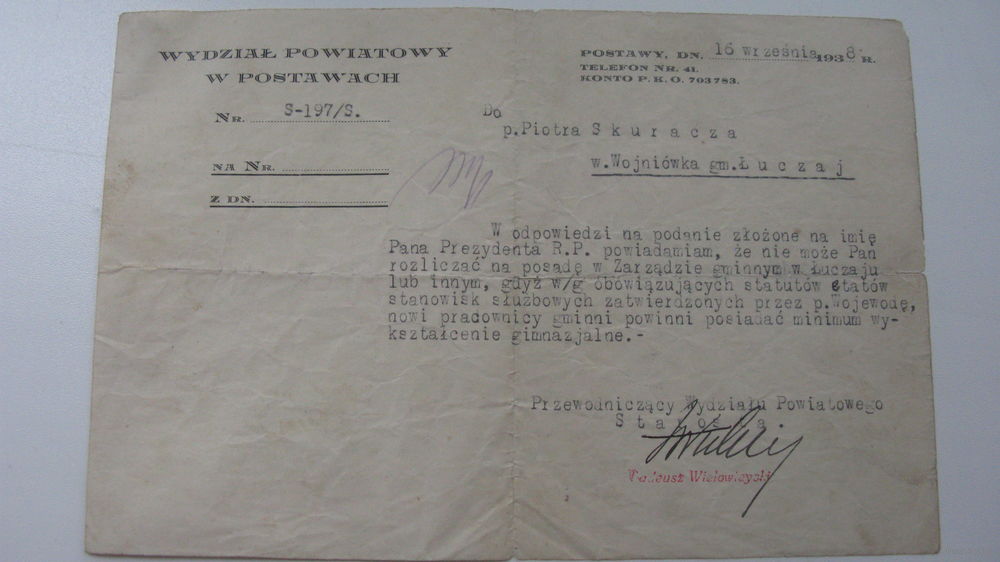 WYDZIAŁ POWIATOWY
W POSTAWACH
POSTAWY, DN. 16 września 1938 R.
TELEFON NR. 41.
KONTO P. K. O. 703783.
NR. S-197/S.
NA NR.
Z DN.
Do
p.Piotra Skuracza
w.Wojniówka gm.Łuczaj
W odpowiedzi na podanie złożone na imię
Pana Prezydenta R.P. powiadamiam, że nie może Pan
rozliczać na posadę w Zarządzie gminnym w Łuczaju
lub innym, gdyż w/g obowiązujących statutów etatów
stanowisk służbowych zatwierdzonych przez p.Wojewodę,
nowi pracownicy gminni powinni posiadać minimum wy-
kształcenie gimnazjalne.-
Przewodniczący Wydziału Powiatowego
Starosta
Tadeusz Wielowieyski